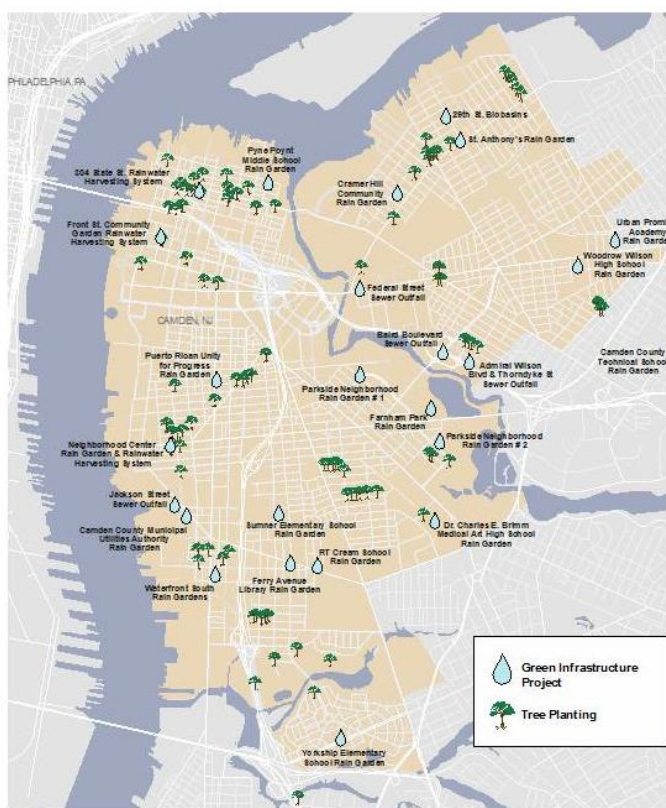 PHILADELPHIA, PA
29th St. Biobasins
St. Anthony's Rain Garden
Pyne Poynt
Middle School
Rain Garden
304 State St. Rainwater
Harvesting System
Cramer Hill
Community
Rain Garden
Front St. Community
Garden Rainwater
Harvesting System
Urban Promi
Academy
Rain Garde
Woodrow Wilson
High School
Rain Garden
Federal Street
Sewer Outfall
CAMDEN, NJ
Baird Boulevard
Sewer Outfall
Puerto Rican Unity
for Progress
Rain Garden
Parkside Neighborhood
Rain Garden # 1
Admiral Wilson
Blvd & Thorndyke St
Sewer Outfall
Camden County
Technical School
Rain Garden
Farnham Park
Rain Garden
Neighborhood Center
Rain Garden & Rainwater
Harvesting System
Parkside Neighborhood
Rain Garden # 2
Jackson Street
Sewer Outfall
Camden County Municipal
Utilities Authority
Rain Garden
Sumner Elementary School
Rain Garden
Dr. Charles E. Brimm
Medical Art High School
Rain Garden
RT Cream School
Rain Garden
Ferry Avenue
Library Rain Garden
Waterfront South
Rain Gardens
Yorkship Elementary
School Rain Garden
Green Infrastructure
Project
Tree Planting